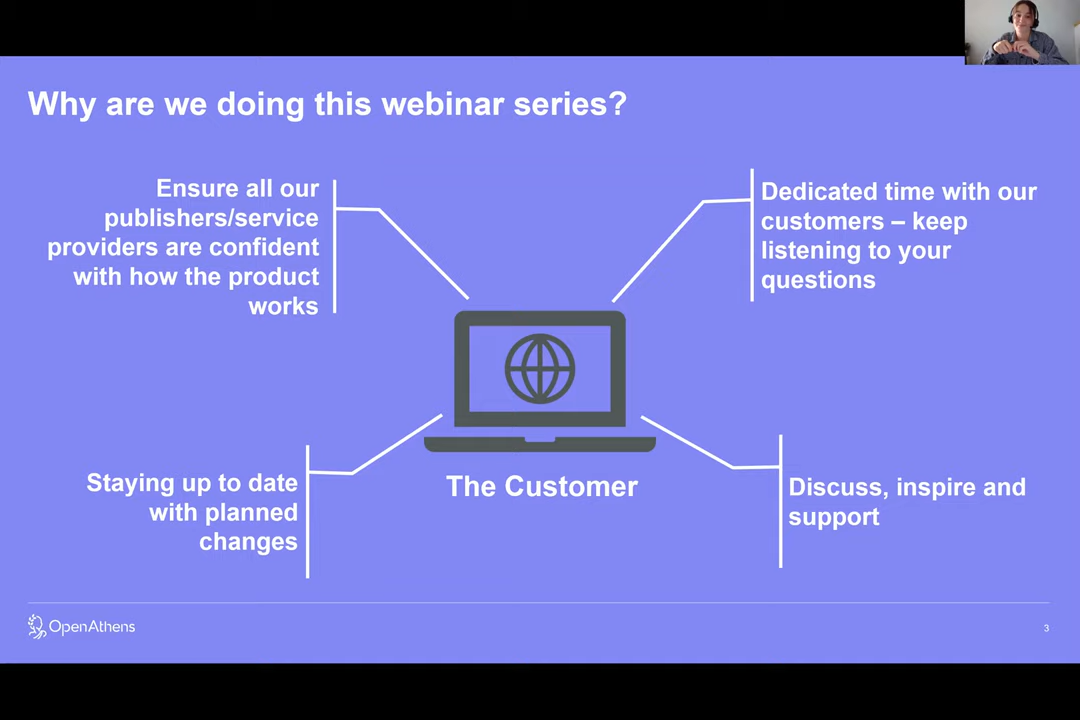 Why are we doing this webinar series?
Ensure all our
publishers/service
providers are confident
with how the product
works
Dedicated time with our
customers – keep
listening to your
questions
Staying up to date
with planned
changes
The Customer
Discuss, inspire and
support
OpenAthens
3